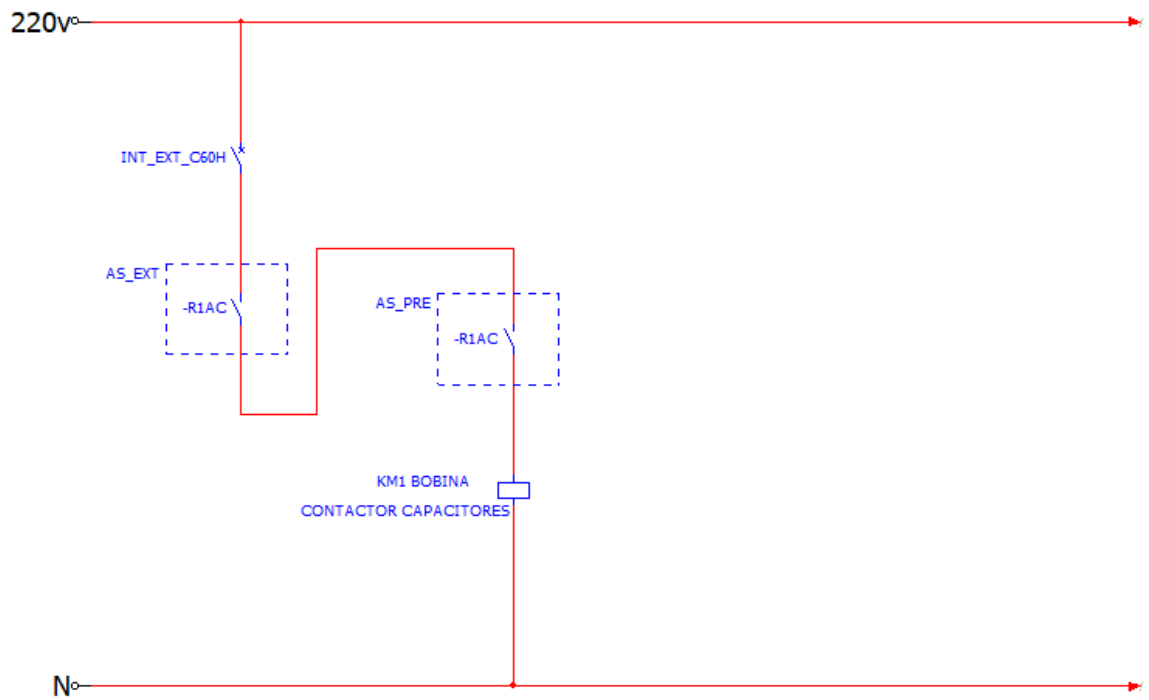 220v
INT_EXT_C60H
AS_EXT
-R1AC
AS_PRE
-R1AC
KM1 BOBINA
CONTACTOR CAPACITORES
N